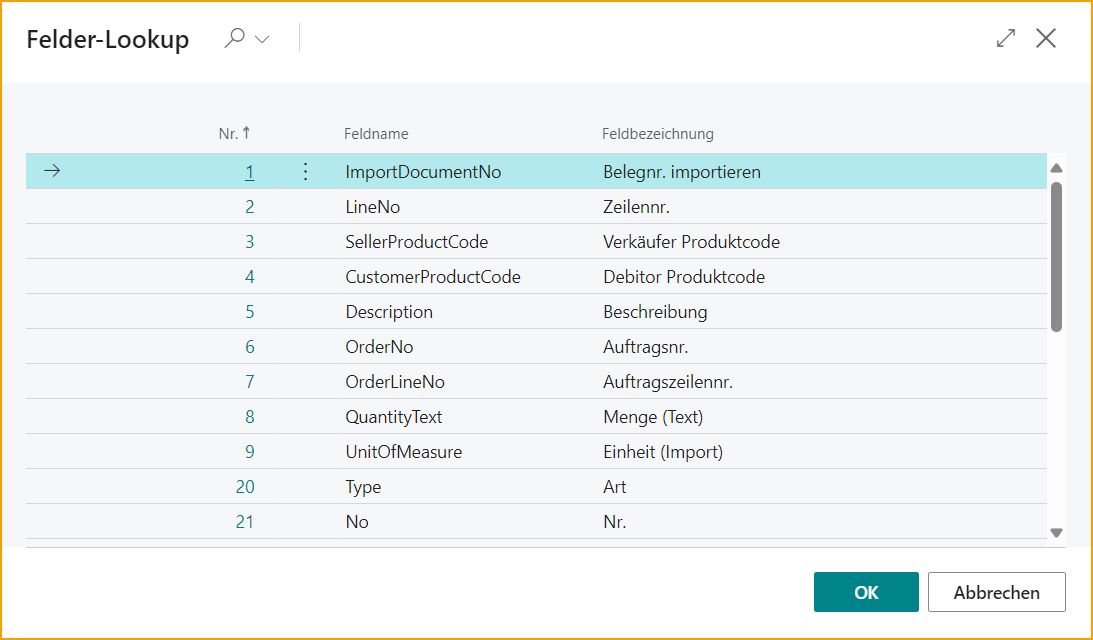 Felder-Lookup
Nr. ↑ Feldname Feldbezeichnung
1 ImportDocumentNo Belegnr. importieren
2 LineNo Zeilennr.
3 SellerProductCode Verkäufer Produktcode
4 CustomerProductCode Debitor Produktcode
5 Description Beschreibung
6 OrderNo Auftragsnr.
7 OrderLineNo Auftragszeilennr.
8 QuantityText Menge (Text)
9 UnitOfMeasure Einheit (Import)
20 Type Art
21 No Nr.
OK Abbrechen